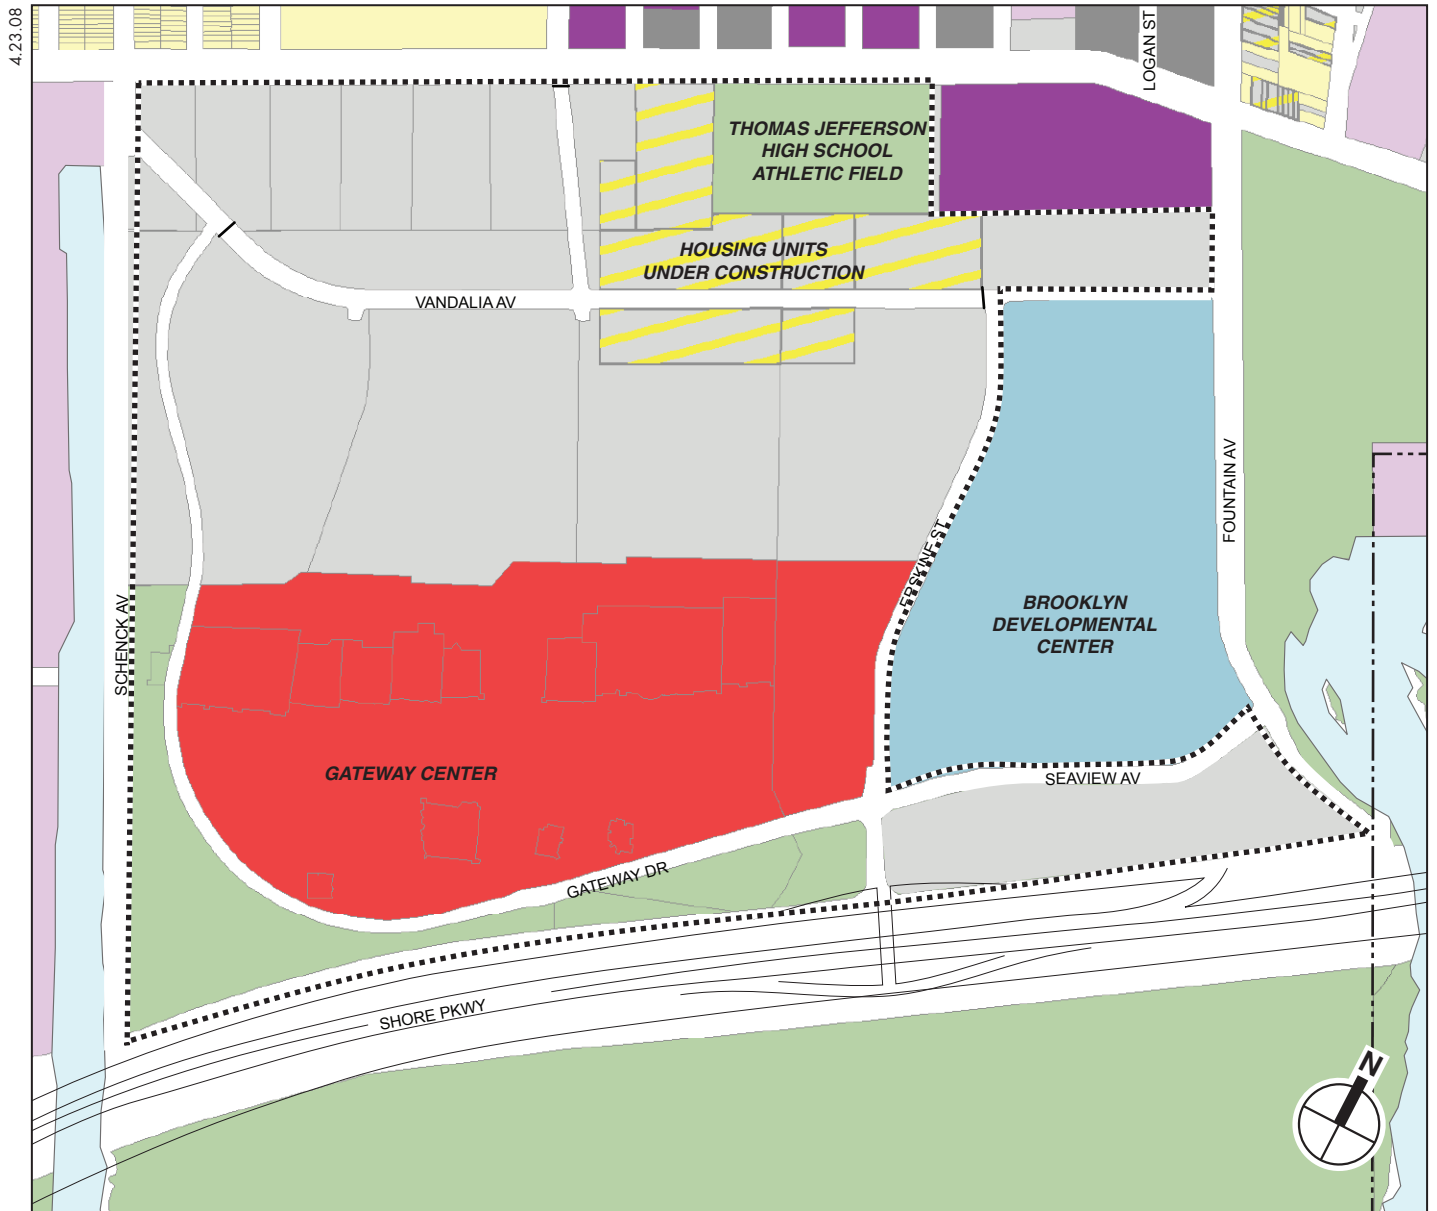 4.23.08
LOGAN ST
THOMAS JEFFERSON
HIGH SCHOOL
ATHLETIC FIELD
HOUSING UNITS
UNDER CONSTRUCTION
VANDALIA AV
FOUNTAIN AV
ERSKINE ST
SCHENCK AV
BROOKLYN
DEVELOPMENTAL
CENTER
GATEWAY CENTER
SEAVIEW AV
GATEWAY DR
SHORE PKWY
N